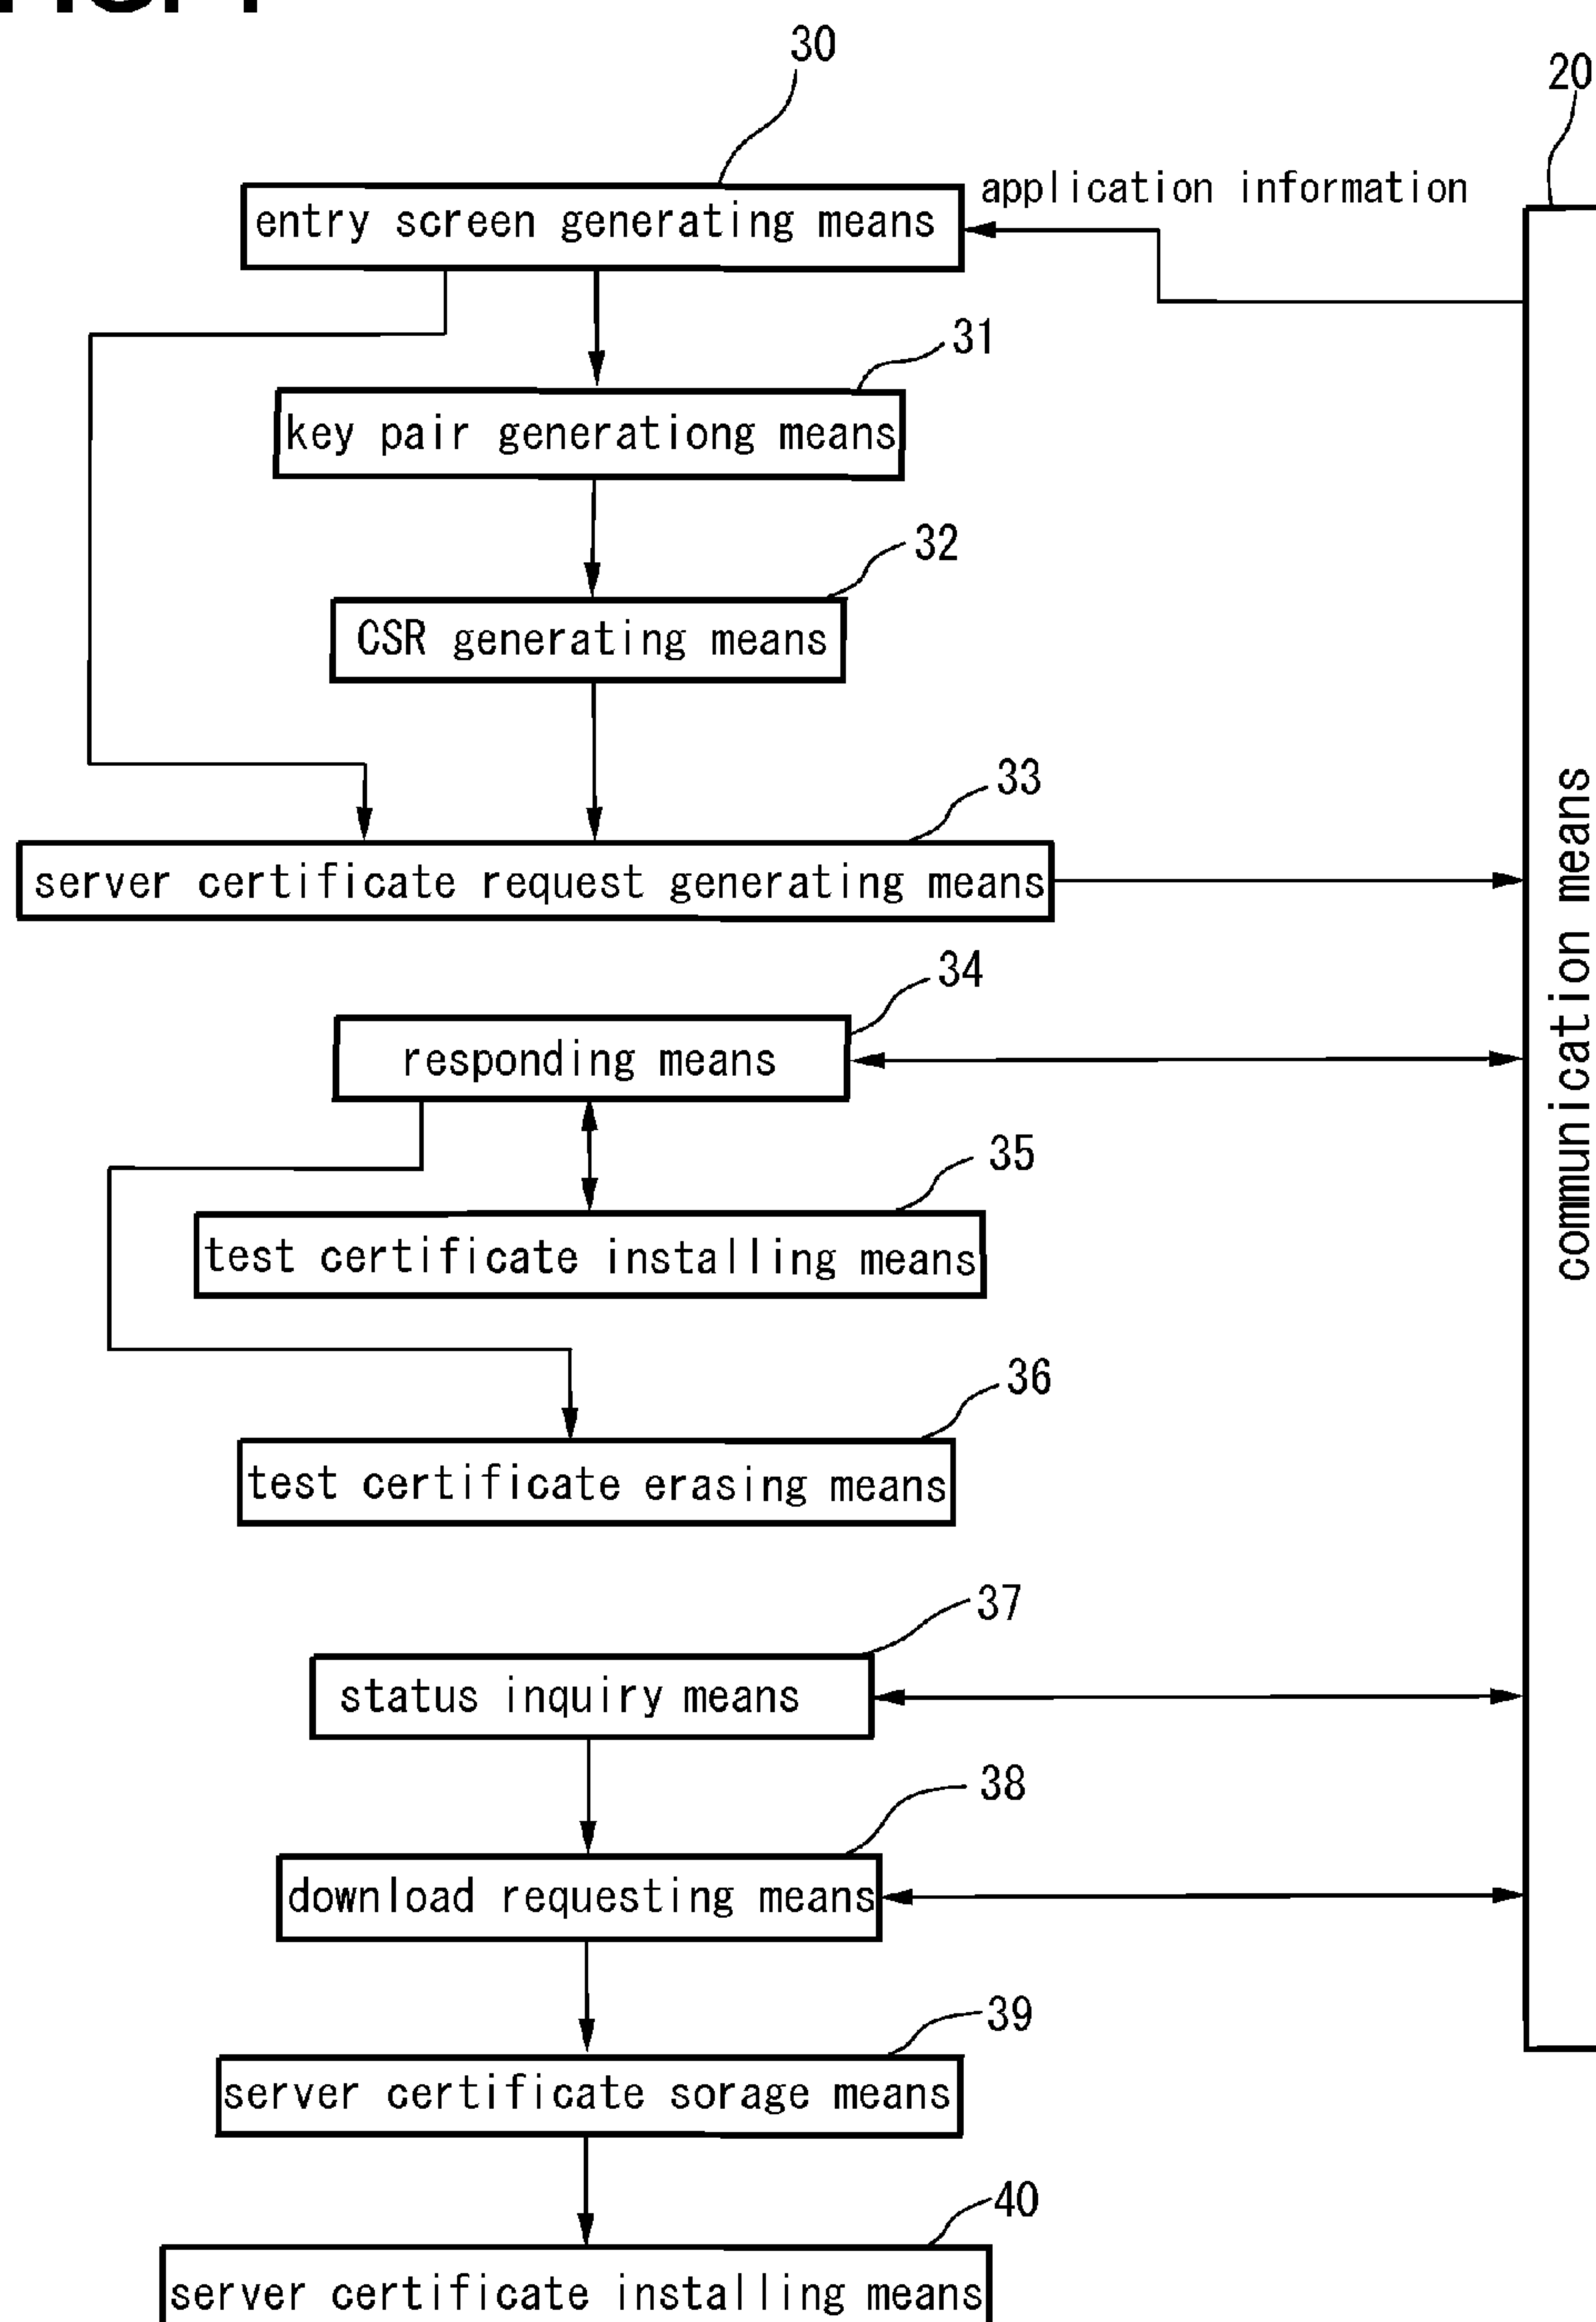 30
20
application information
entry screen generating means
31
key pair generationg means
32
CSR generating means
33
server certificate request generating means
communication means
34
responding means
35
test certificate installing means
36
test certificate erasing means
37
status inquiry means
38
download requesting means
39
server certificate sorage means
40
server certificate installing means